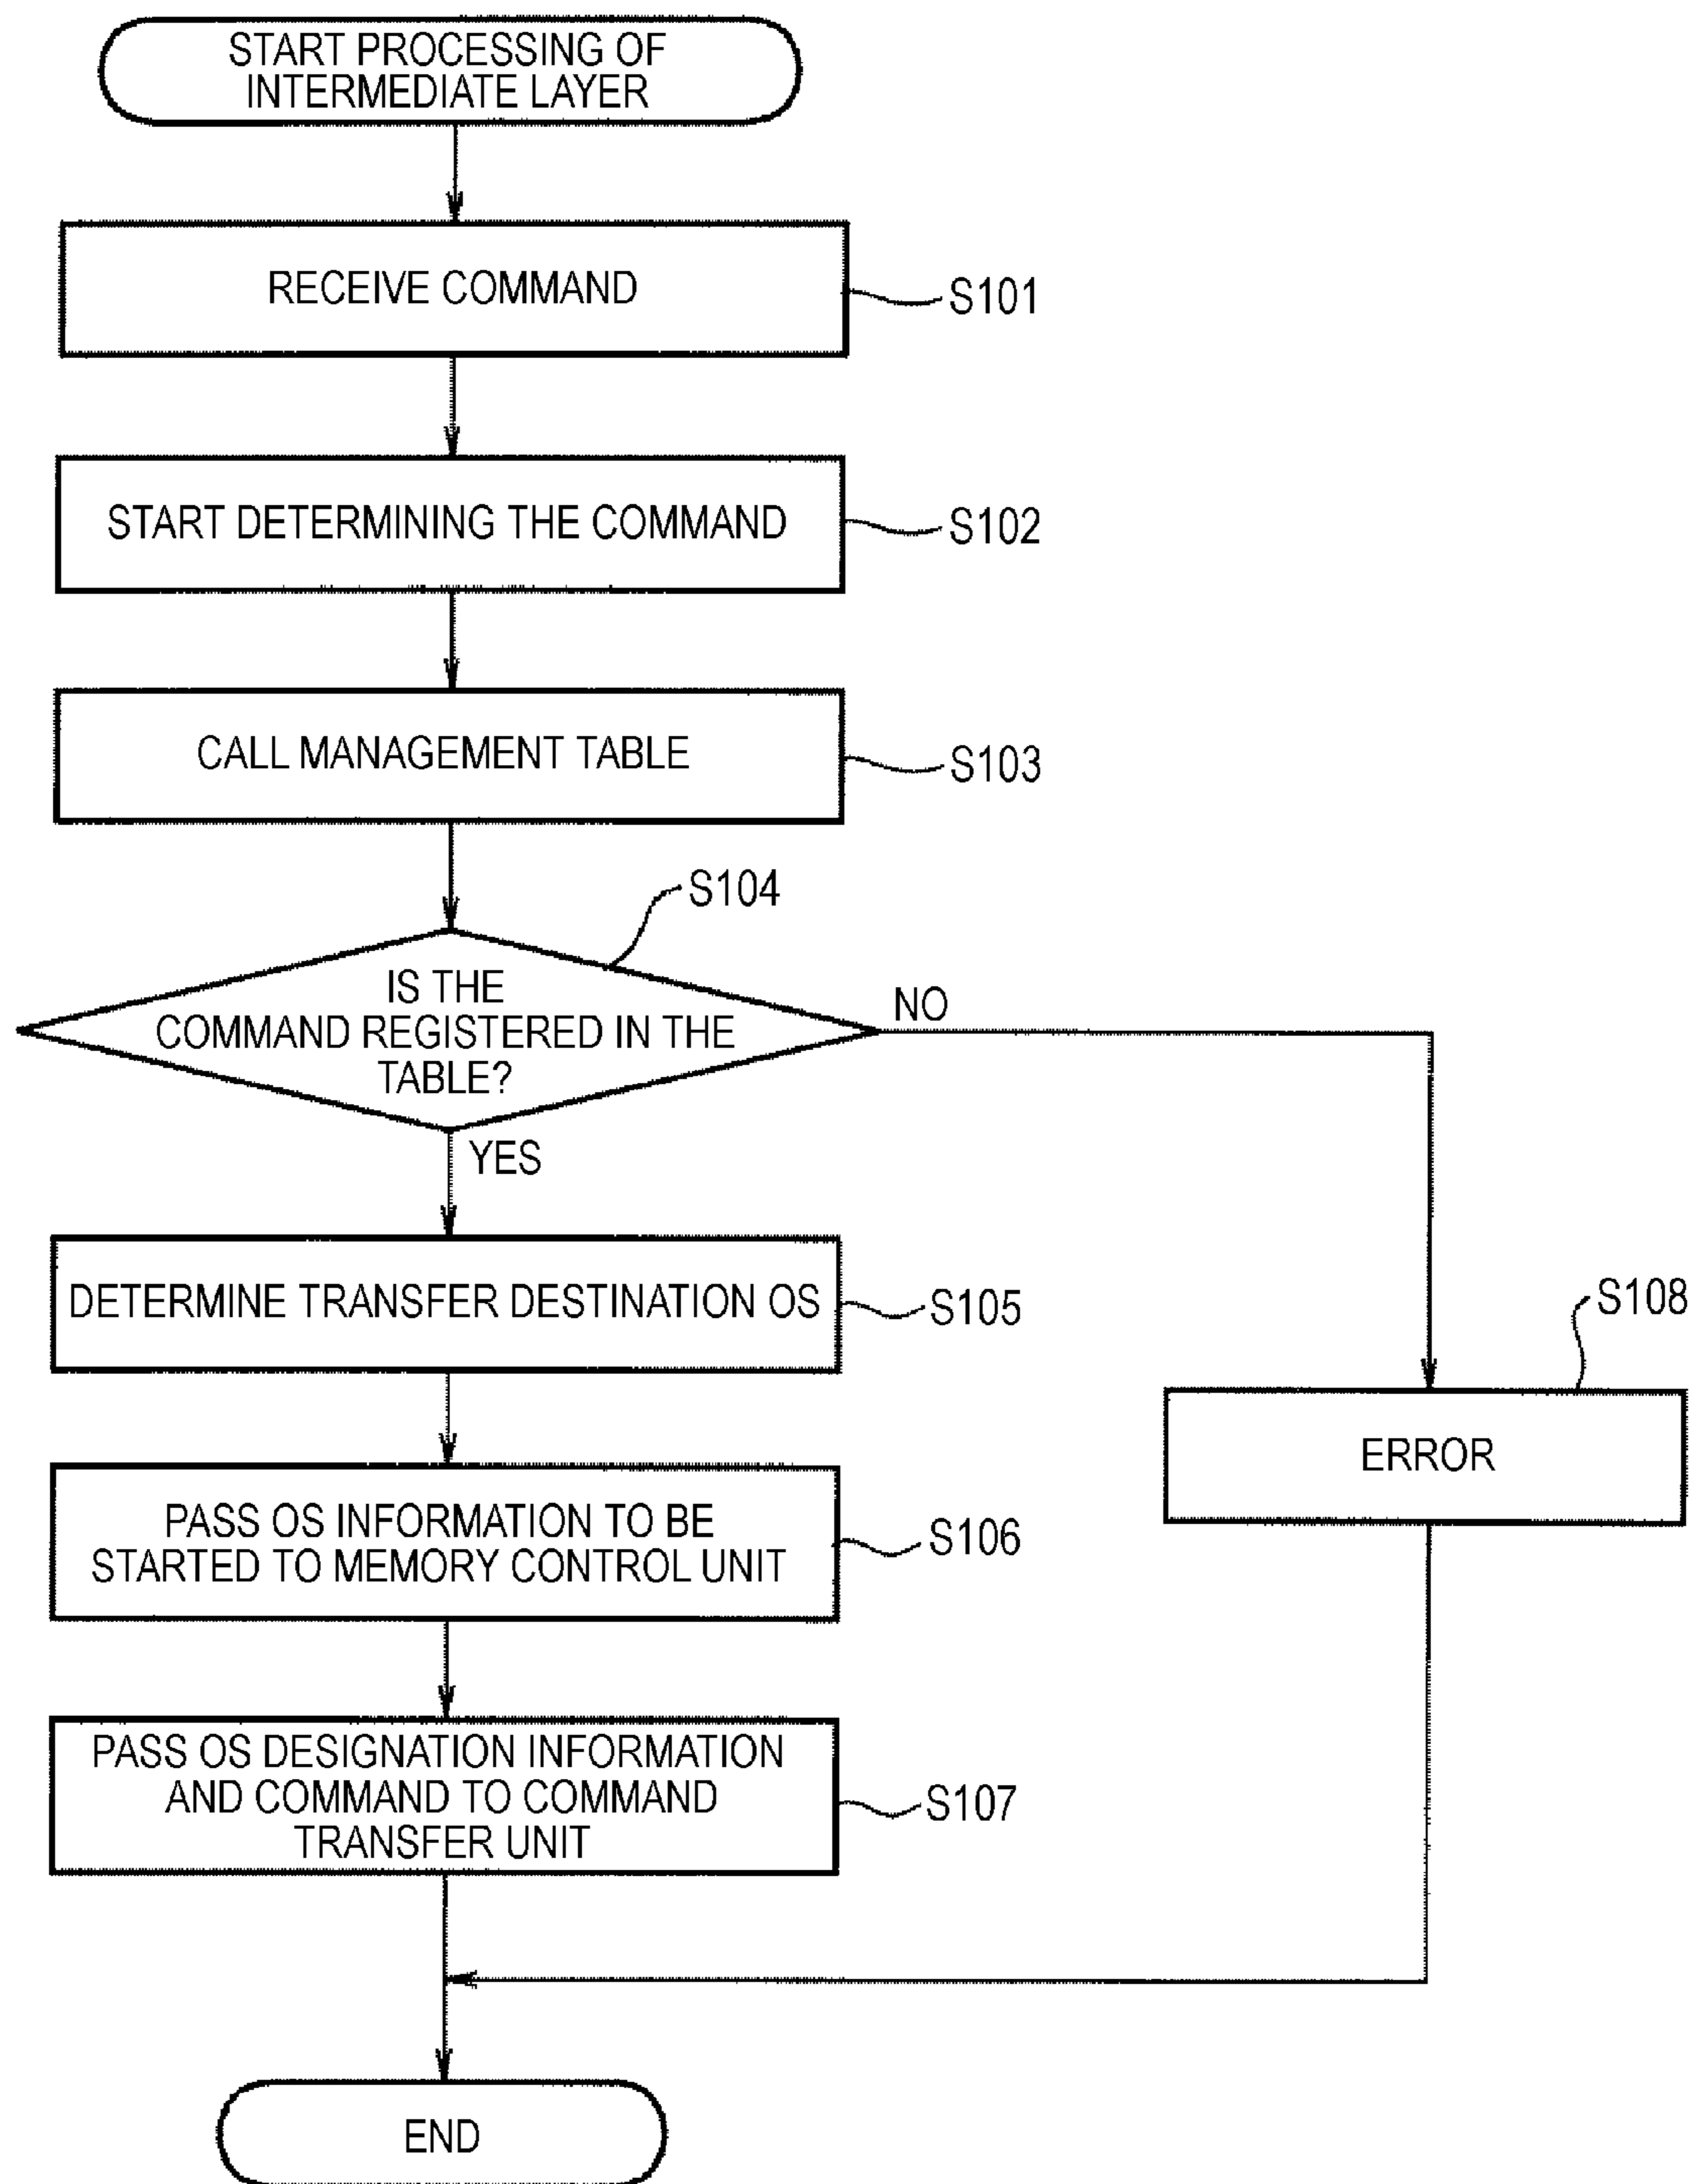 START PROCESSING OF
INTERMEDIATE LAYER
RECEIVE COMMAND
S101
START DETERMINING THE COMMAND
S102
CALL MANAGEMENT TABLE
S103
S104
IS THE
COMMAND REGISTERED IN THE
TABLE?
NO
YES
DETERMINE TRANSFER DESTINATION OS
S105
S108
ERROR
PASS OS INFORMATION TO BE
STARTED TO MEMORY CONTROL UNIT
S106
PASS OS DESIGNATION INFORMATION
AND COMMAND TO COMMAND
TRANSFER UNIT
S107
END